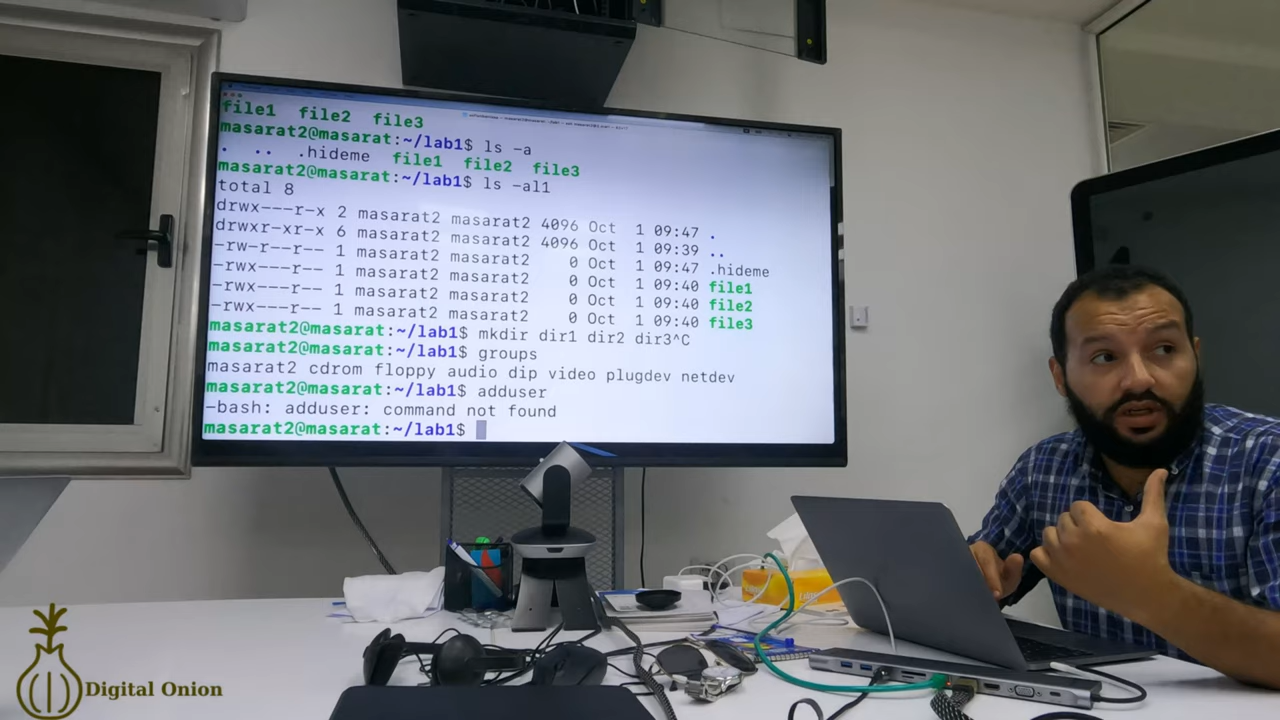 file1 file2 file3
masarat2@masarat:~/lab1$ ls -a
. .. .hideme file1 file2 file3
masarat2@masarat:~/lab1$ ls -al1
total 8
drwx---r-x 2 masarat2 masarat2 4096 Oct 1 09:47 .
drwxr-xr-x 6 masarat2 masarat2 4096 Oct 1 09:39 ..
-rw-r--r-- 1 masarat2 masarat2 0 Oct 1 09:47 .hideme
-rwx---r-- 1 masarat2 masarat2 0 Oct 1 09:40 file1
-rwx---r-- 1 masarat2 masarat2 0 Oct 1 09:40 file2
-rwx---r-- 1 masarat2 masarat2 0 Oct 1 09:40 file3
masarat2@masarat:~/lab1$ mkdir dir1 dir2 dir3^C
masarat2@masarat:~/lab1$ groups
masarat2 cdrom floppy audio dip video plugdev netdev
masarat2@masarat:~/lab1$ adduser
-bash: adduser: command not found
masarat2@masarat:~/lab1$
Digital Onion